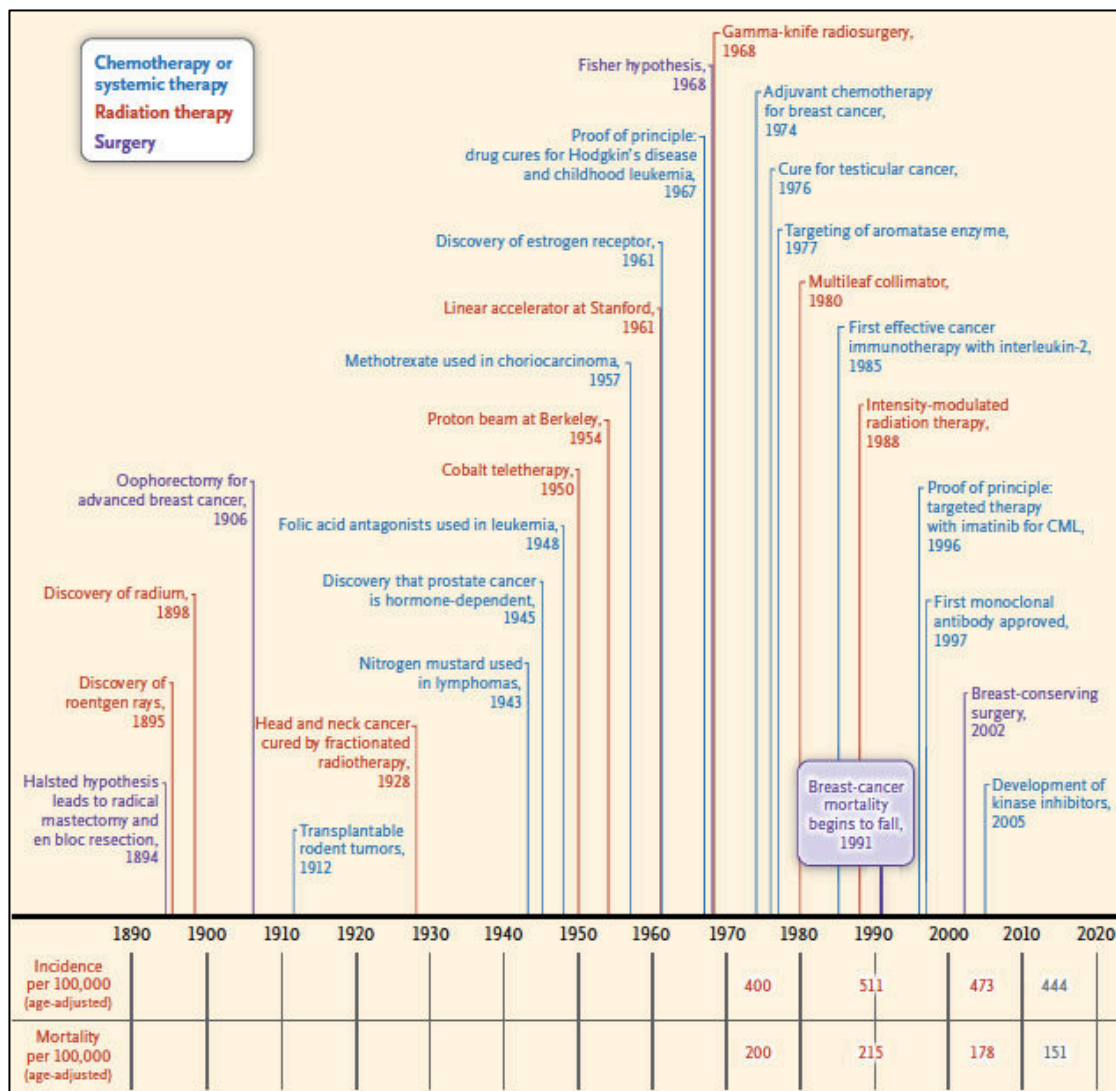 Chemotherapy or
systemic therapy
Radiation therapy
Surgery
Gamma-knife radiosurgery,
1968
Fisher hypothesis,
1968
Adjuvant chemotherapy
for breast cancer,
1974
Proof of principle:
drug cures for Hodgkin's disease
and childhood leukemia,
1967
Cure for testicular cancer,
1976
Discovery of estrogen receptor,
1961
Targeting of aromatase enzyme,
1977
Linear accelerator at Stanford,
1961
Multileaf collimator,
1980
Methotrexate used in choriocarcinoma,
1957
First effective cancer
immunotherapy with interleukin-2,
1985
Proton beam at Berkeley,
1954
Intensity-modulated
radiation therapy,
1988
Cobalt teletherapy,
1950
Oophorectomy for
advanced breast cancer,
1906
Proof of principle:
targeted therapy
with imatinib for CML,
1996
Folic acid antagonists used in leukemia,
1948
Discovery of radium,
1898
Discovery that prostate cancer
is hormone-dependent,
1945
First monoclonal
antibody approved,
1997
Discovery of
roentgen rays,
1895
Nitrogen mustard used
in lymphomas,
1943
Head and neck cancer
cured by fractionated
radiotherapy,
1928
Breast-conserving
surgery,
2002
Halsted hypothesis
leads to radical
mastectomy and
en bloc resection,
1894
Transplantable
rodent tumors,
1912
Breast-cancer
mortality
begins to fall,
1991
Development of
kinase inhibitors,
2005
1890 1900 1910 1920 1930 1940 1950 1960 1970 1980 1990 2000 2010 2020
Incidence
per 100,000
(age-adjusted)
400 511 473 444
Mortality
per 100,000
(age-adjusted)
200 215 178 151